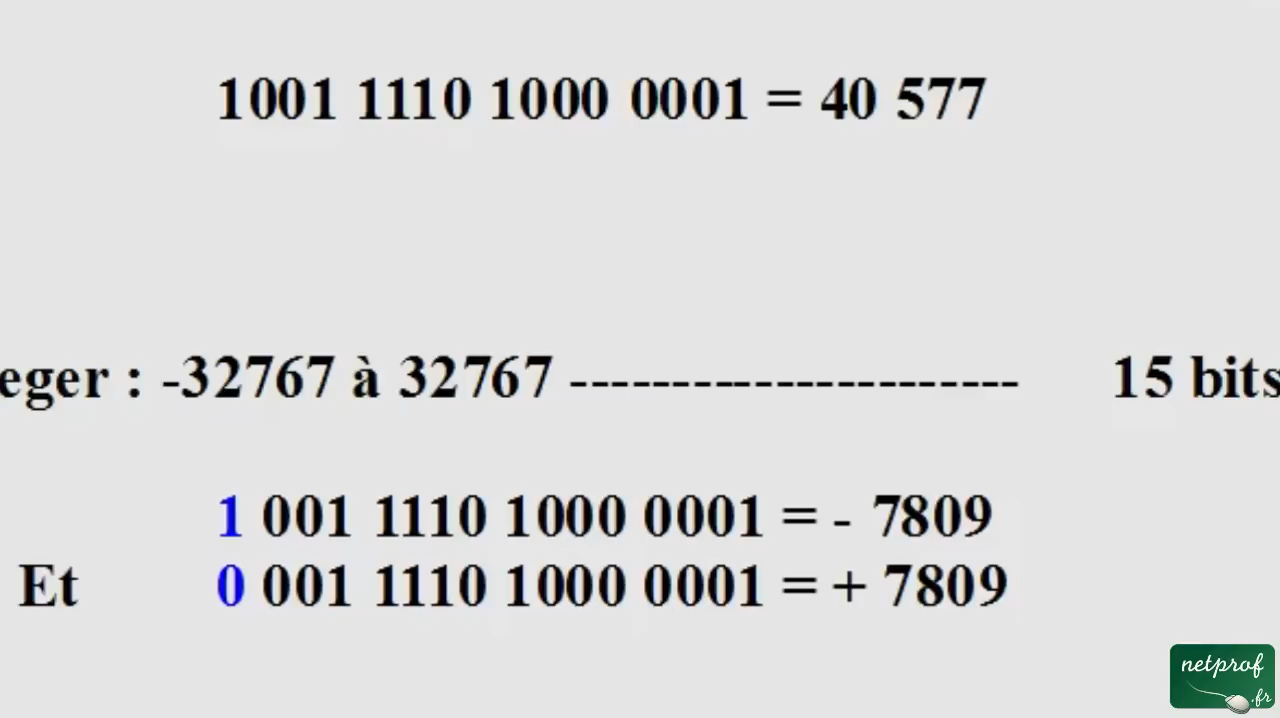 1001 1110 1000 0001 = 40 577
eger : -32767 à 32767 ---------------------- 15 bits
1 001 1110 1000 0001 = - 7809
Et 0 001 1110 1000 0001 = + 7809
netprof
.fr